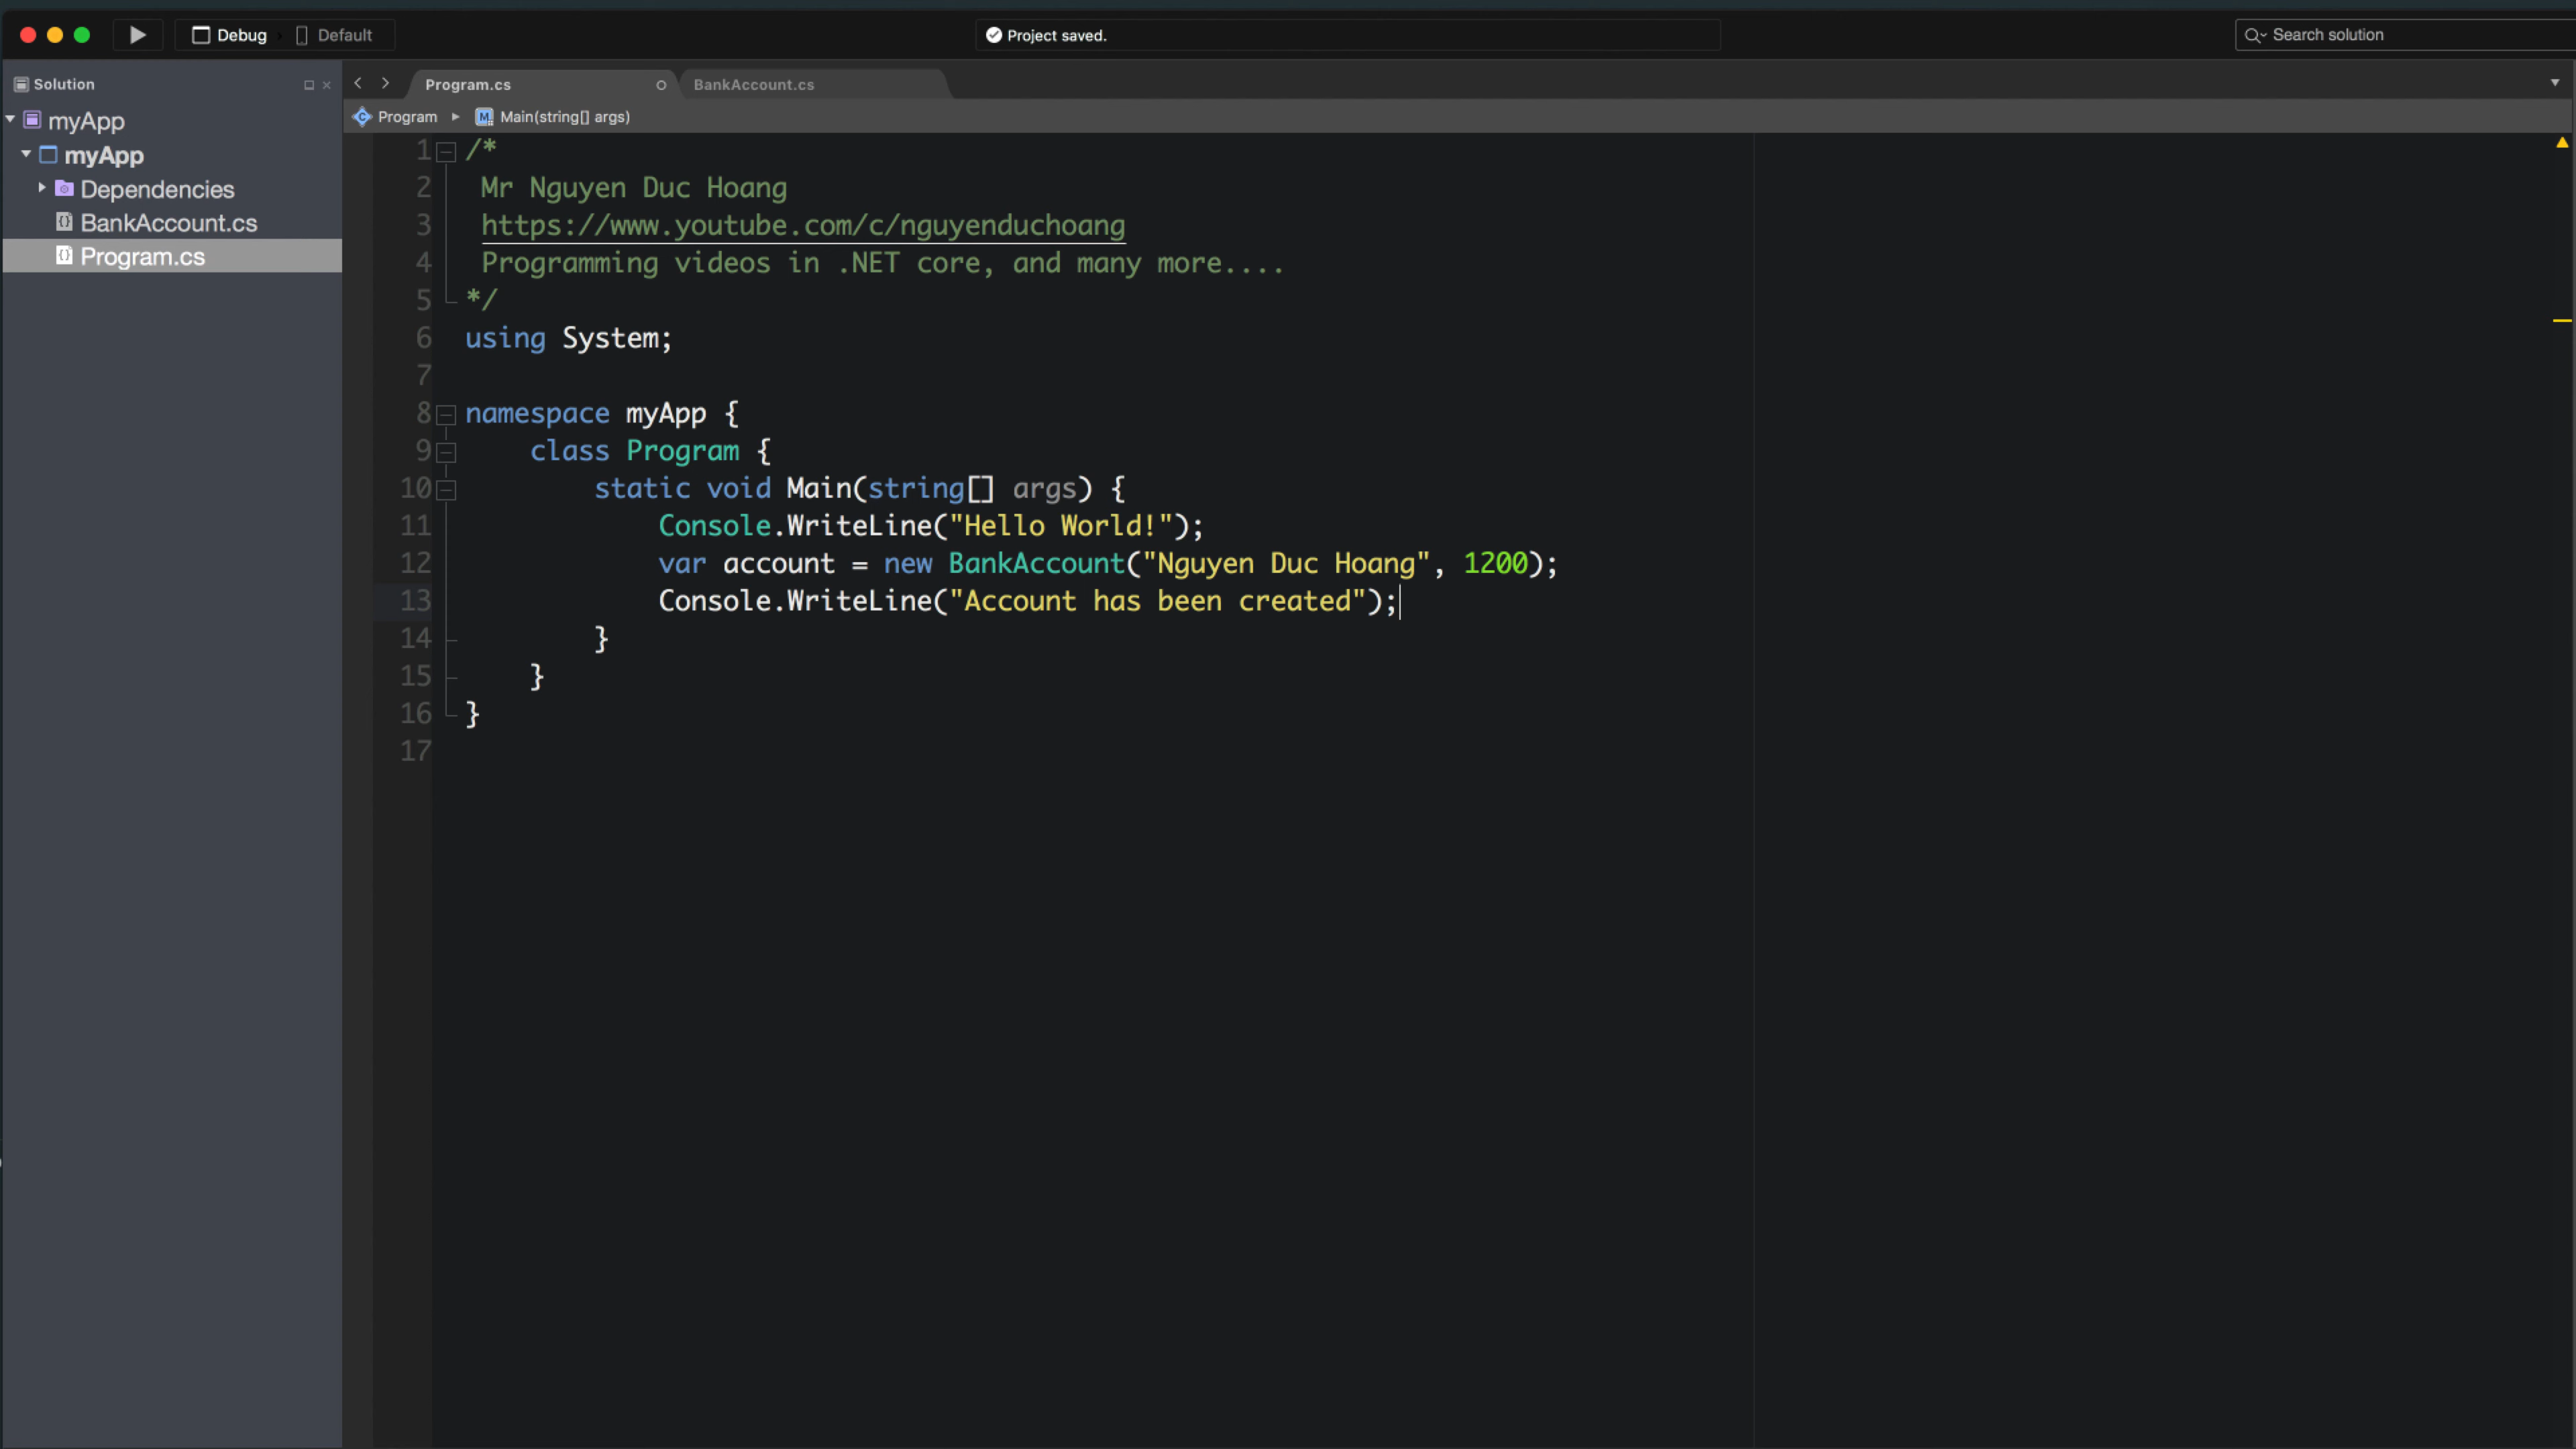 Debug
Default
Project saved.
Search solution
Solution
Program.cs
BankAccount.cs
myApp
Program
Main(string[] args)
myApp
Dependencies
BankAccount.cs
Program.cs
1 /*
2 Mr Nguyen Duc Hoang
3 https://www.youtube.com/c/nguyenduchoang
4 Programming videos in .NET core, and many more....
5 */
6 using System;
7
8 namespace myApp {
9 class Program {
10 static void Main(string[] args) {
11 Console.WriteLine("Hello World!");
12 var account = new BankAccount("Nguyen Duc Hoang", 1200);
13 Console.WriteLine("Account has been created");
14 }
15 }
16 }
17